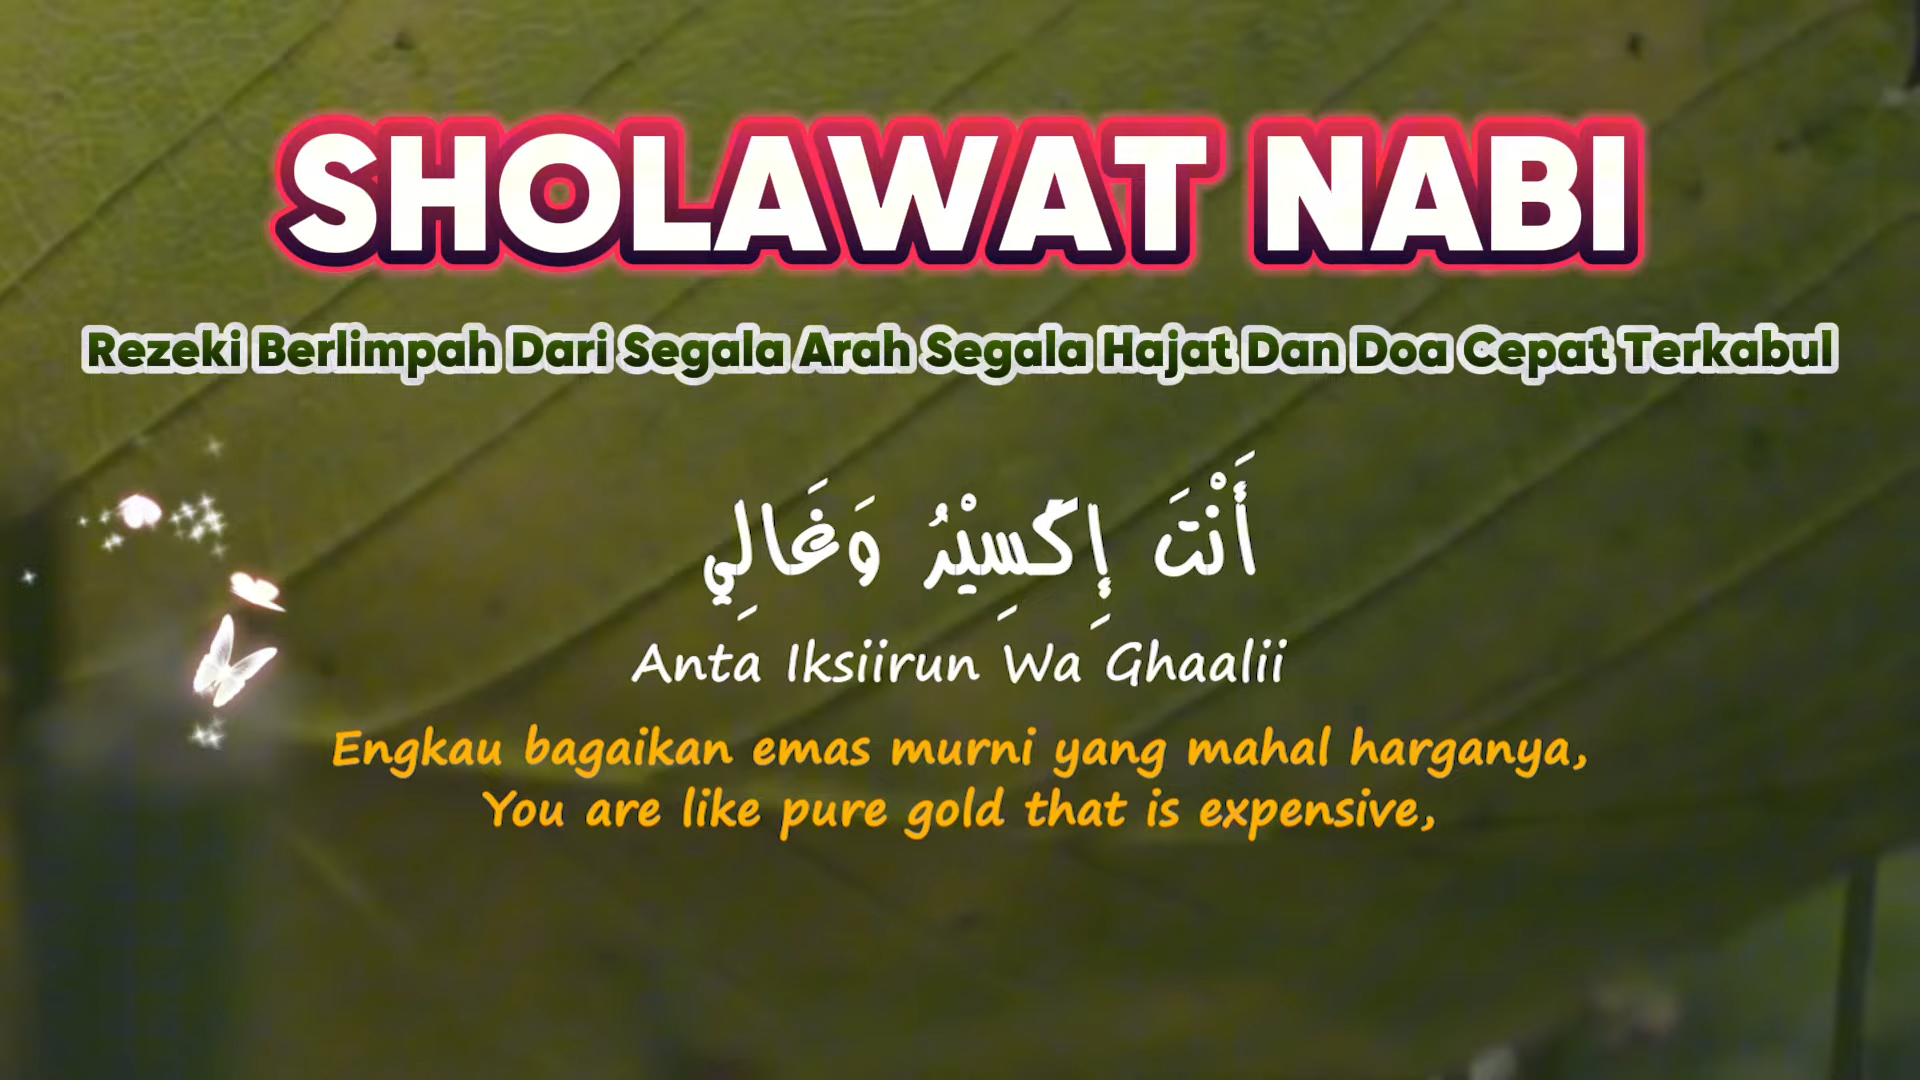 SHOLAWAT NABI
Rezeki Berlimpah Dari Segala Arah Segala Hajat Dan Doa Cepat Terkabul
أَنْتَ إِكْسِيْرُ وَغَالِي
Anta Iksiirun Wa Ghaalii
Engkau bagaikan emas murni yang mahal harganya,
You are like pure gold that is expensive,